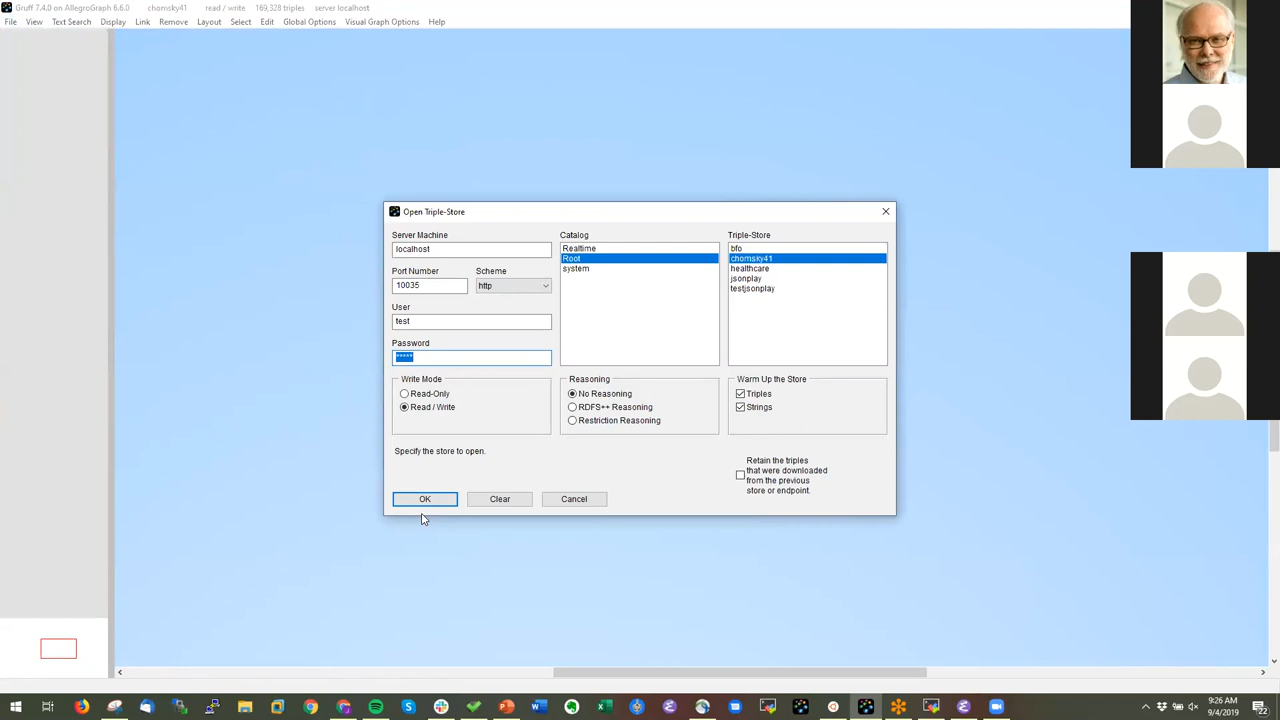 Gruff 7.4.0 on AllegroGraph 6.6.0 chomsky41 read / write 169,328 triples server localhost
File View Text Search Display Link Remove Layout Select Edit Global Options Visual Graph Options Help
Open Triple-Store
Server Machine
localhost
Port Number Scheme
10035 http
User
test
Password
*****
Catalog
Realtime
Root
system
Triple-Store
bfo
chomsky41
healthcare
jsonplay
testjsonplay
Write Mode
Read-Only
Read / Write
Reasoning
No Reasoning
RDFS++ Reasoning
Restriction Reasoning
Warm Up the Store
Triples
Strings
Specify the store to open.
Retain the triples
that were downloaded
from the previous
store or endpoint.
OK Clear Cancel
9:26 AM
9/4/2019
22